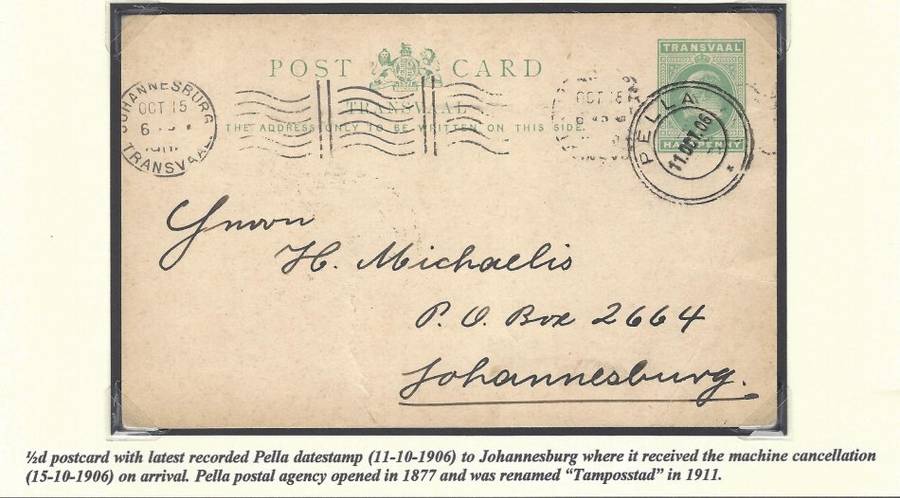 POST CARD
TRANSVAAL
THE ADDRESS ONLY TO BE WRITTEN ON THIS SIDE.
TRANSVAAL
HALFPENNY
JOHANNESBURG
OCT 15
6
TRANSVAAL
OCT 15
PELLA
11.OCT.06
H. Michaelis
P. O. Box 2664
Johannesburg.
½d postcard with latest recorded Pella datestamp (11-10-1906) to Johannesburg where it received the machine cancellation
(15-10-1906) on arrival. Pella postal agency opened in 1877 and was renamed “Tamposstad” in 1911.